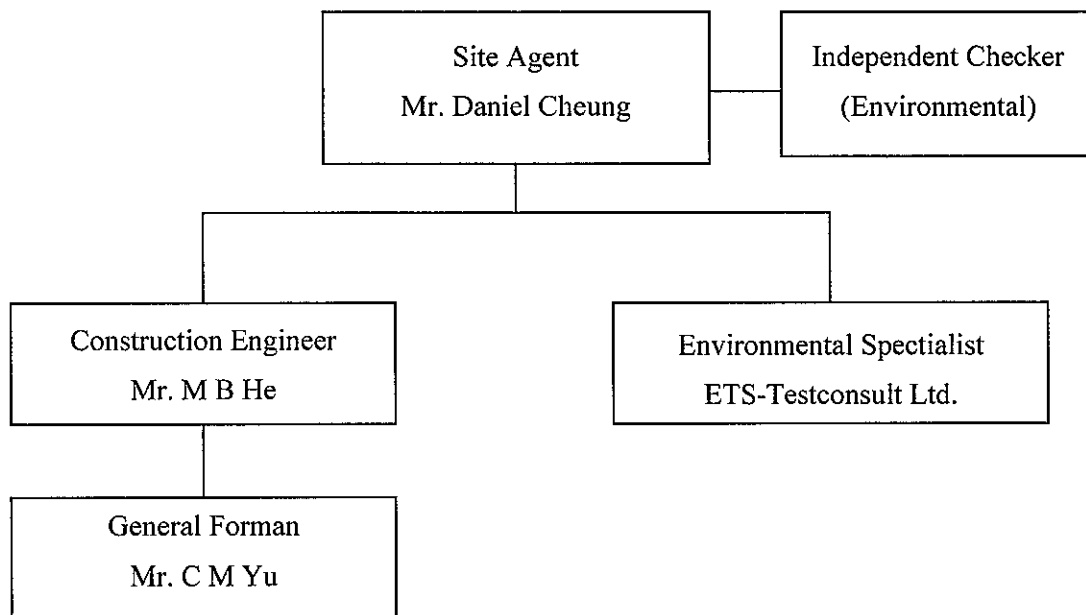 Site Agent
Mr. Daniel Cheung
Independent Checker
(Environmental)
Construction Engineer
Mr. M B He
Environmental Spectialist
ETS-Testconsult Ltd.
General Forman
Mr. C M Yu